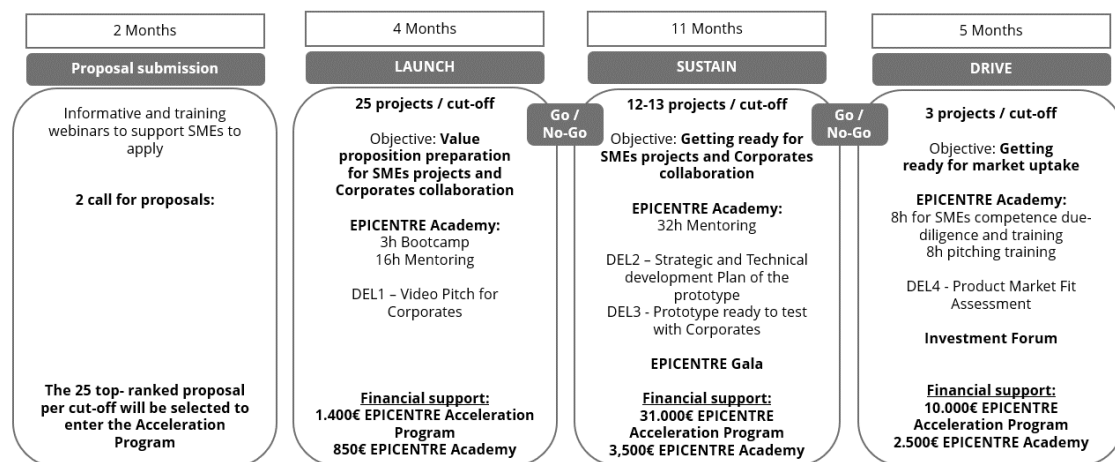 2 Months
Proposal submission
Informative and training
webinars to support SMEs to
apply
2 call for proposals:
The 25 top- ranked proposal
per cut-off will be selected to
enter the Acceleration
Program
4 Months
LAUNCH
25 projects / cut-off
Objective: Value
proposition preparation
for SMEs projects and
Corporates collaboration
EPICENTRE Academy:
3h Bootcamp
16h Mentoring
DEL1 – Video Pitch for
Corporates
Financial support:
1.400€ EPICENTRE Acceleration
Program
850€ EPICENTRE Academy
Go /
No-Go
11 Months
SUSTAIN
12-13 projects / cut-off
Objective: Getting ready for
SMEs projects and Corporates
collaboration
EPICENTRE Academy:
32h Mentoring
DEL2 – Strategic and Technical
development Plan of the
prototype
DEL3 - Prototype ready to test
with Corporates
EPICENTRE Gala
Financial support:
31.000€ EPICENTRE
Acceleration Program
3,500€ EPICENTRE Academy
Go /
No-Go
5 Months
DRIVE
3 projects / cut-off
Objective: Getting
ready for market uptake
EPICENTRE Academy:
8h for SMEs competence due-
diligence and training
8h pitching training
DEL4 - Product Market Fit
Assessment
Investment Forum
Financial support:
10.000€ EPICENTRE
Acceleration Program
2.500€ EPICENTRE Academy